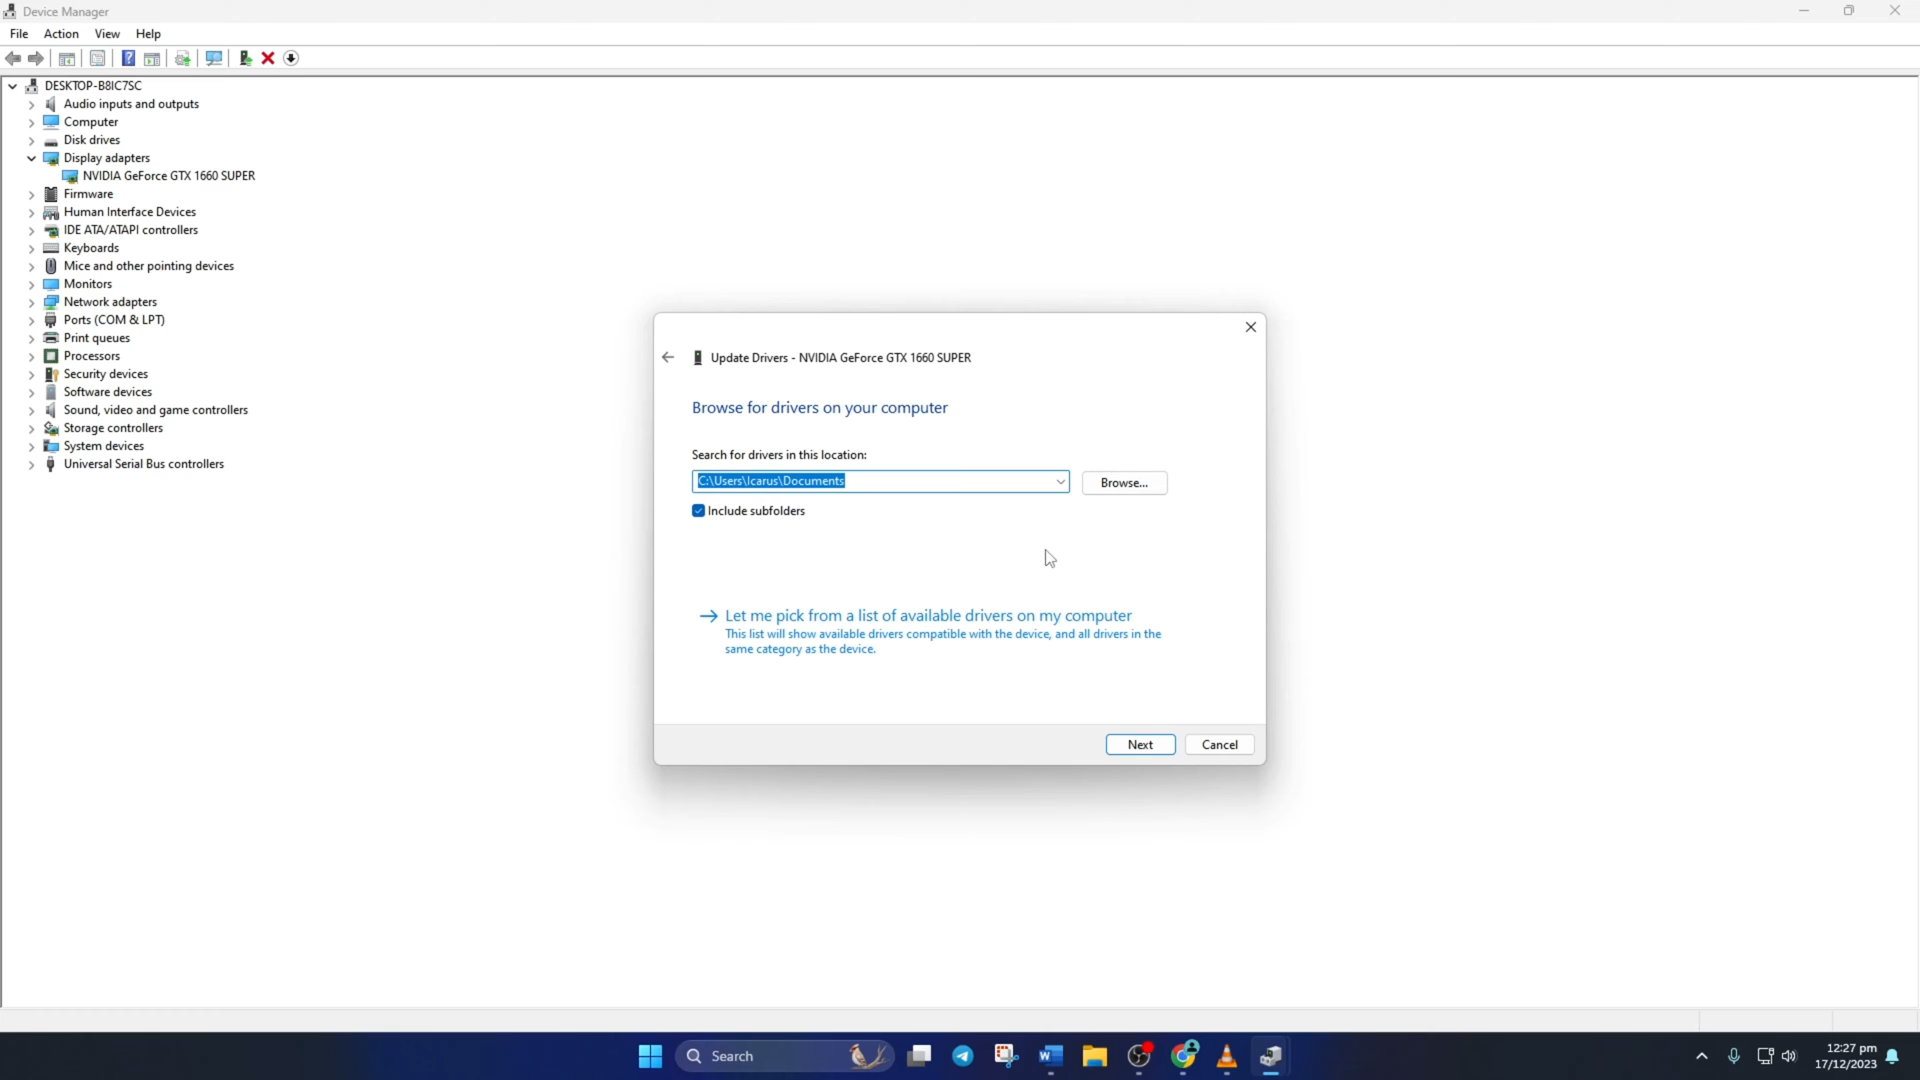 Device Manager
File Action View Help
DESKTOP-B8IC7SC
Audio inputs and outputs
Computer
Disk drives
Display adapters
NVIDIA GeForce GTX 1660 SUPER
Firmware
Human Interface Devices
IDE ATA/ATAPI controllers
Keyboards
Mice and other pointing devices
Monitors
Network adapters
Ports (COM & LPT)
Print queues
Processors
Security devices
Software devices
Sound, video and game controllers
Storage controllers
System devices
Universal Serial Bus controllers
Update Drivers - NVIDIA GeForce GTX 1660 SUPER
Browse for drivers on your computer
Search for drivers in this location:
C:\Users\Icarus\Documents
Browse...
Include subfolders
Let me pick from a list of available drivers on my computer
This list will show available drivers compatible with the device, and all drivers in the
same category as the device.
Next Cancel
Search
12:27 pm
17/12/2023